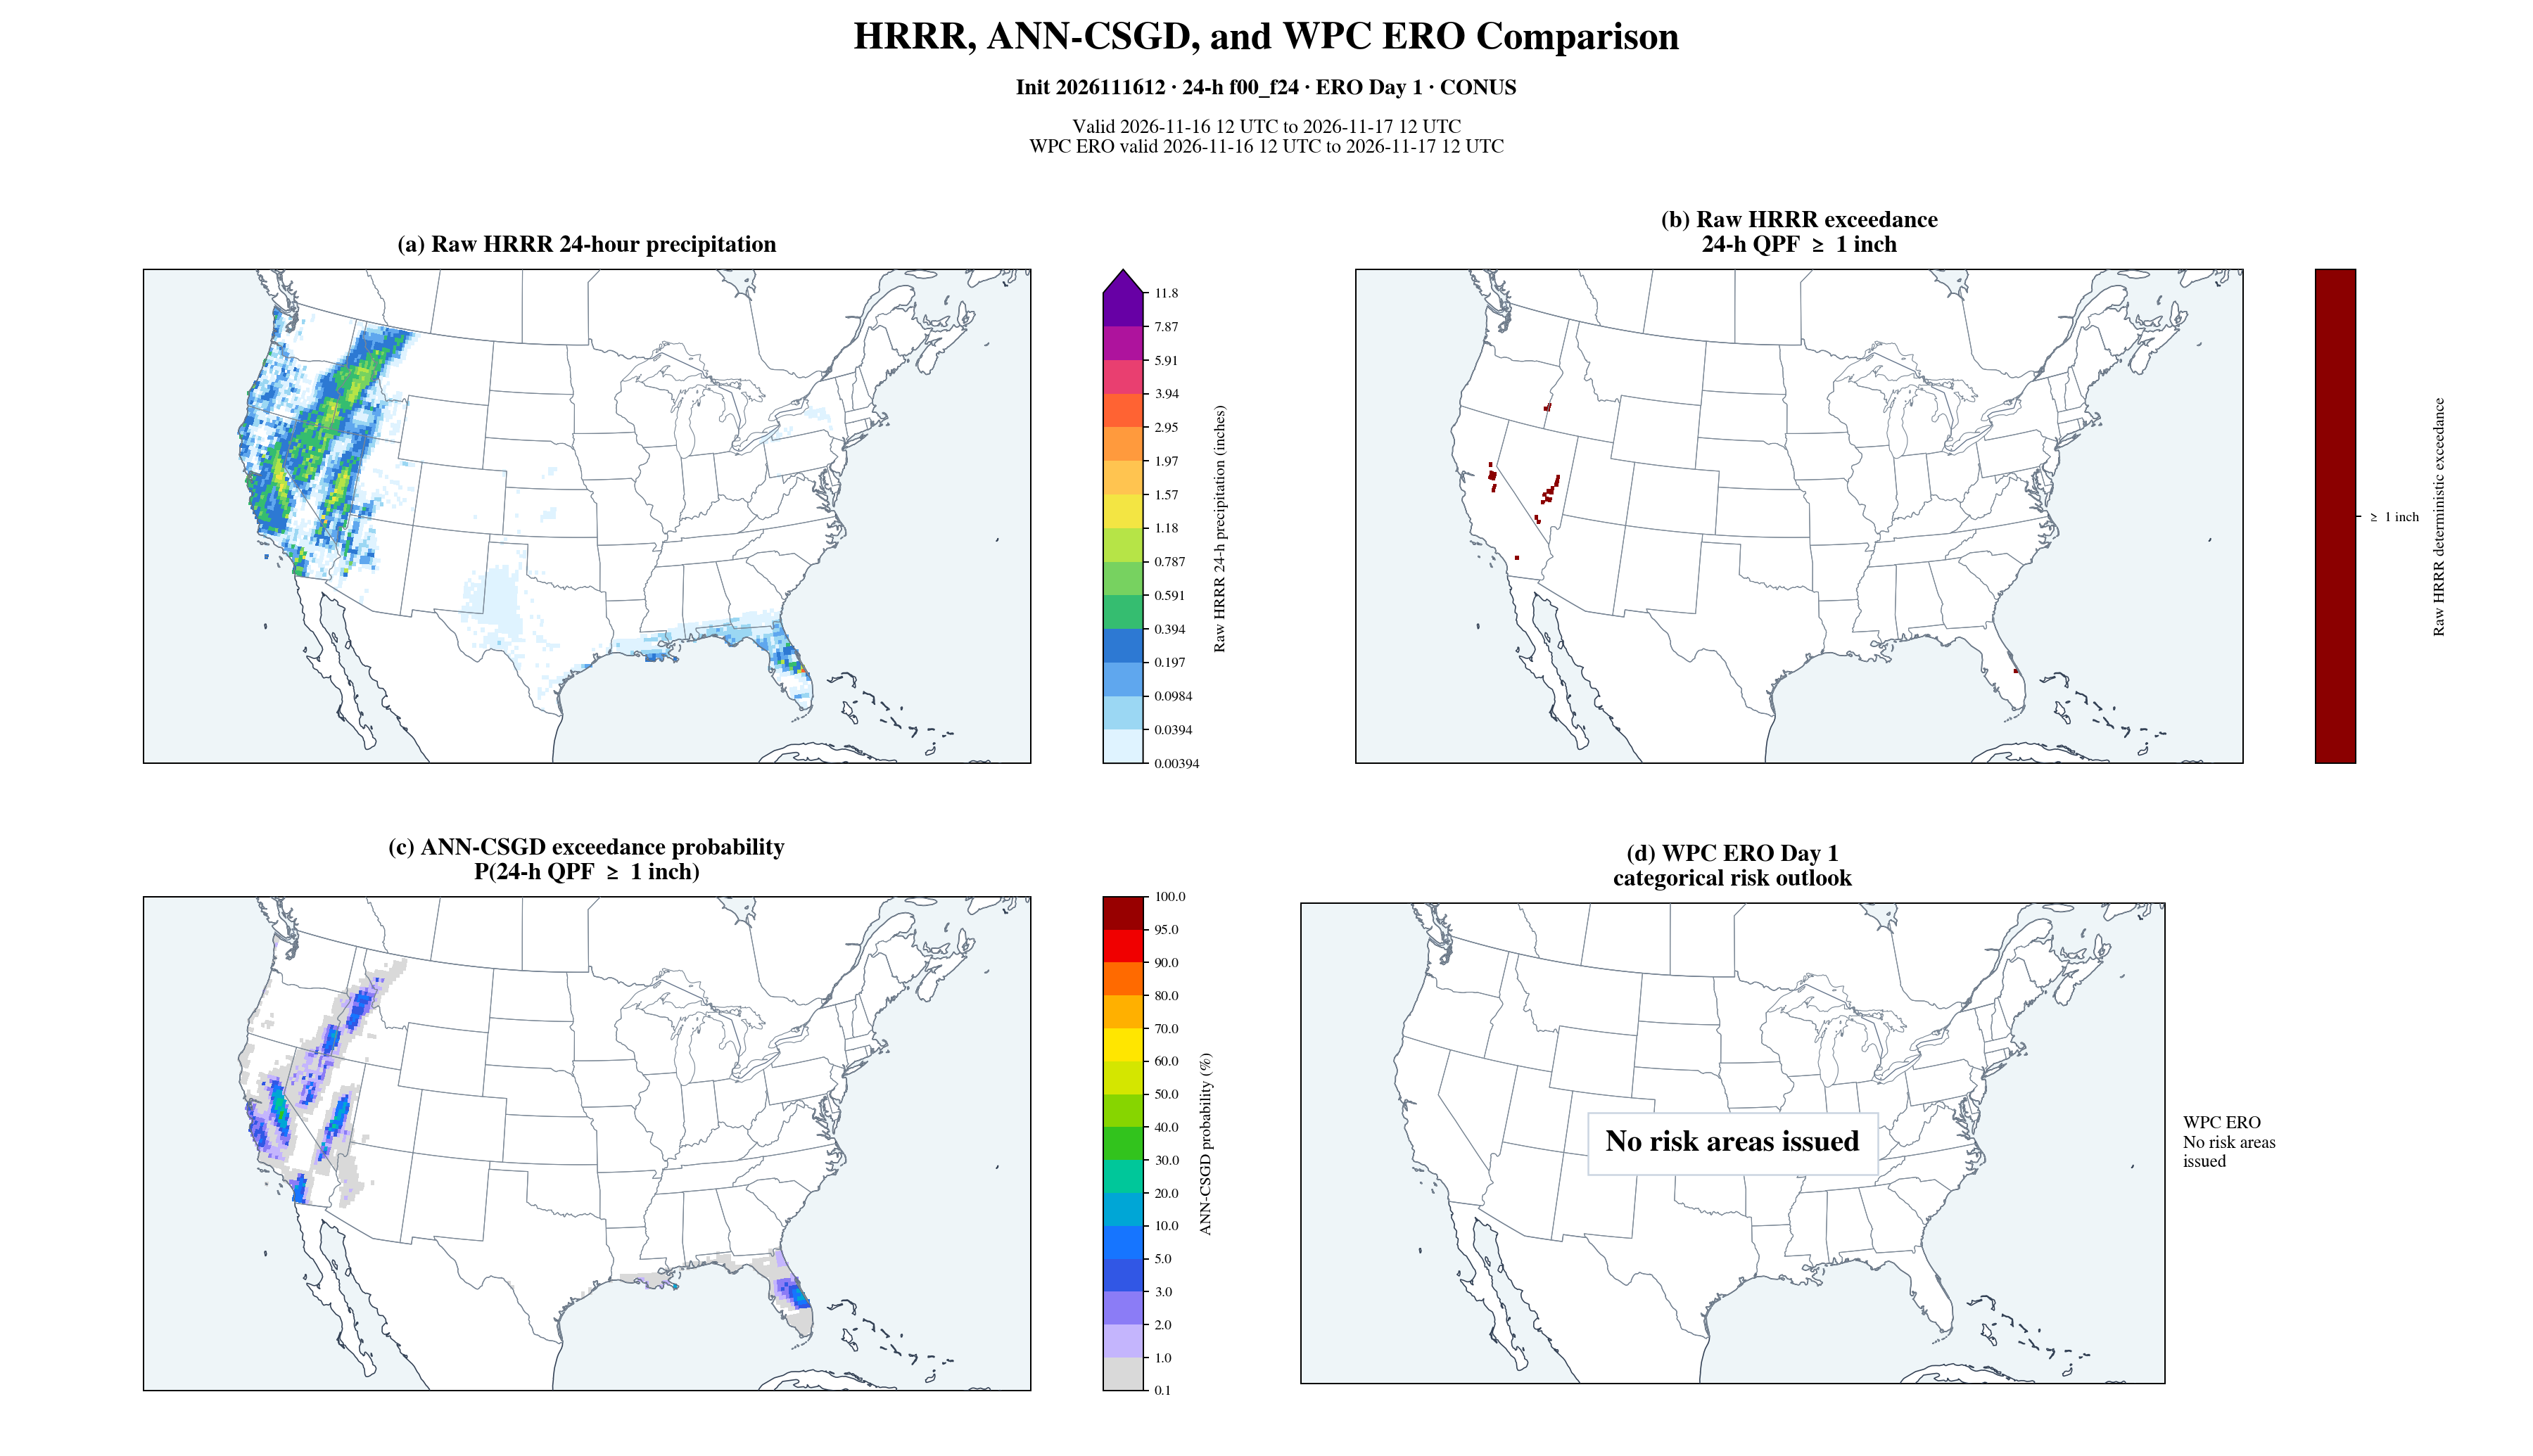 HRRR, ANN-CSGD, and WPC ERO Comparison
Init 2026111612 · 24-h f00_f24 · ERO Day 1 · CONUS
Valid 2026-11-16 12 UTC to 2026-11-17 12 UTC
WPC ERO valid 2026-11-16 12 UTC to 2026-11-17 12 UTC
(a) Raw HRRR 24-hour precipitation
11.8
7.87
5.91
4.94
3.94
2.95
1.97
1.57
1.18
0.787
0.591
0.394
0.197
0.0984
0.0394
0.00394
Raw HRRR 24-h precipitation (inches)
(b) Raw HRRR exceedance
24-h QPF ≥ 1 inch
≥ 1 inch
Raw HRRR deterministic exceedance
(c) ANN-CSGD exceedance probability
P(24-h QPF ≥ 1 inch)
100.0
95.0
90.0
80.0
70.0
60.0
50.0
40.0
30.0
20.0
10.0
5.0
3.0
2.0
1.0
0.1
ANN-CSGD probability (%)
(d) WPC ERO Day 1
categorical risk outlook
No risk areas issued
WPC ERO
No risk areas
issued